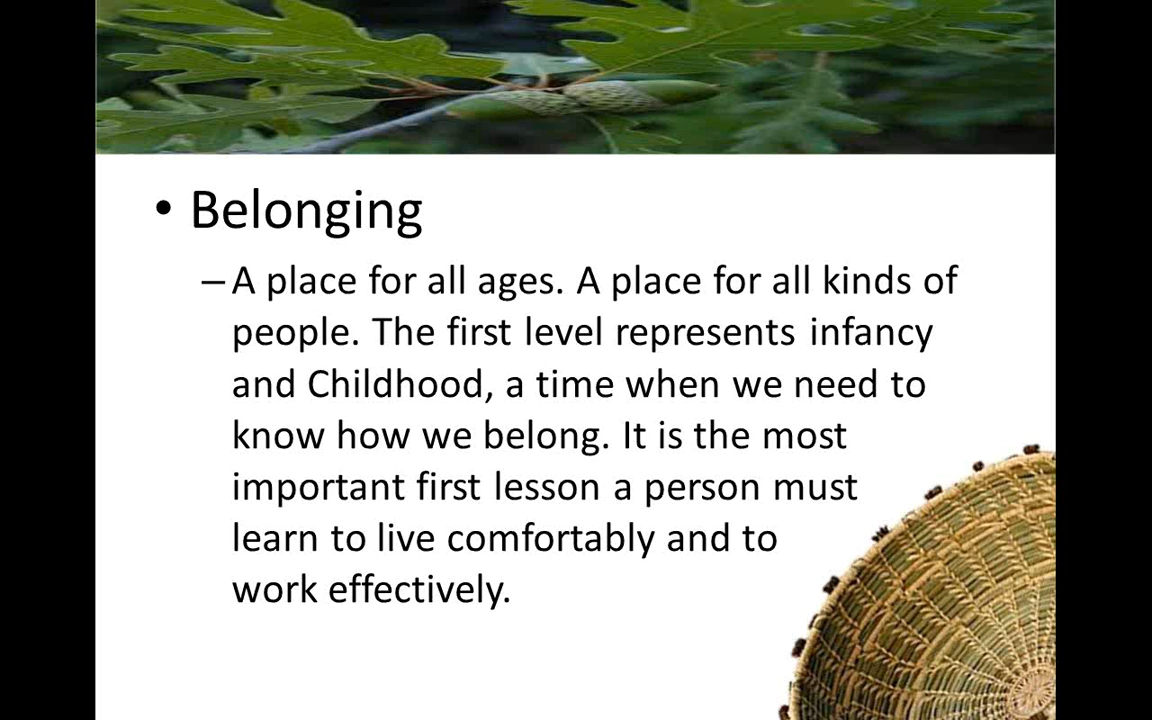 • Belonging
– A place for all ages. A place for all kinds of
people. The first level represents infancy
and Childhood, a time when we need to
know how we belong. It is the most
important first lesson a person must
learn to live comfortably and to
work effectively.